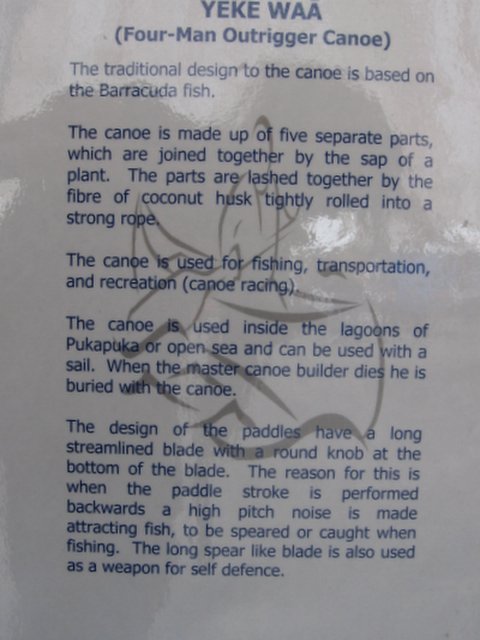 YEKE WAA
(Four-Man Outrigger Canoe)
The traditional design to the canoe is based on
the Barracuda fish.
The canoe is made up of five separate parts,
which are joined together by the sap of a
plant. The parts are lashed together by the
fibre of coconut husk tightly rolled into a
strong rope.
The canoe is used for fishing, transportation,
and recreation (canoe racing).
The canoe is used inside the lagoons of
Pukapuka or open sea and can be used with a
sail. When the master canoe builder dies he is
buried with the canoe.
The design of the paddles have a long
streamlined blade with a round knob at the
bottom of the blade. The reason for this is
when the paddle stroke is performed
backwards a high pitch noise is made
attracting fish, to be speared or caught when
fishing. The long spear like blade is also used
as a weapon for self defence.